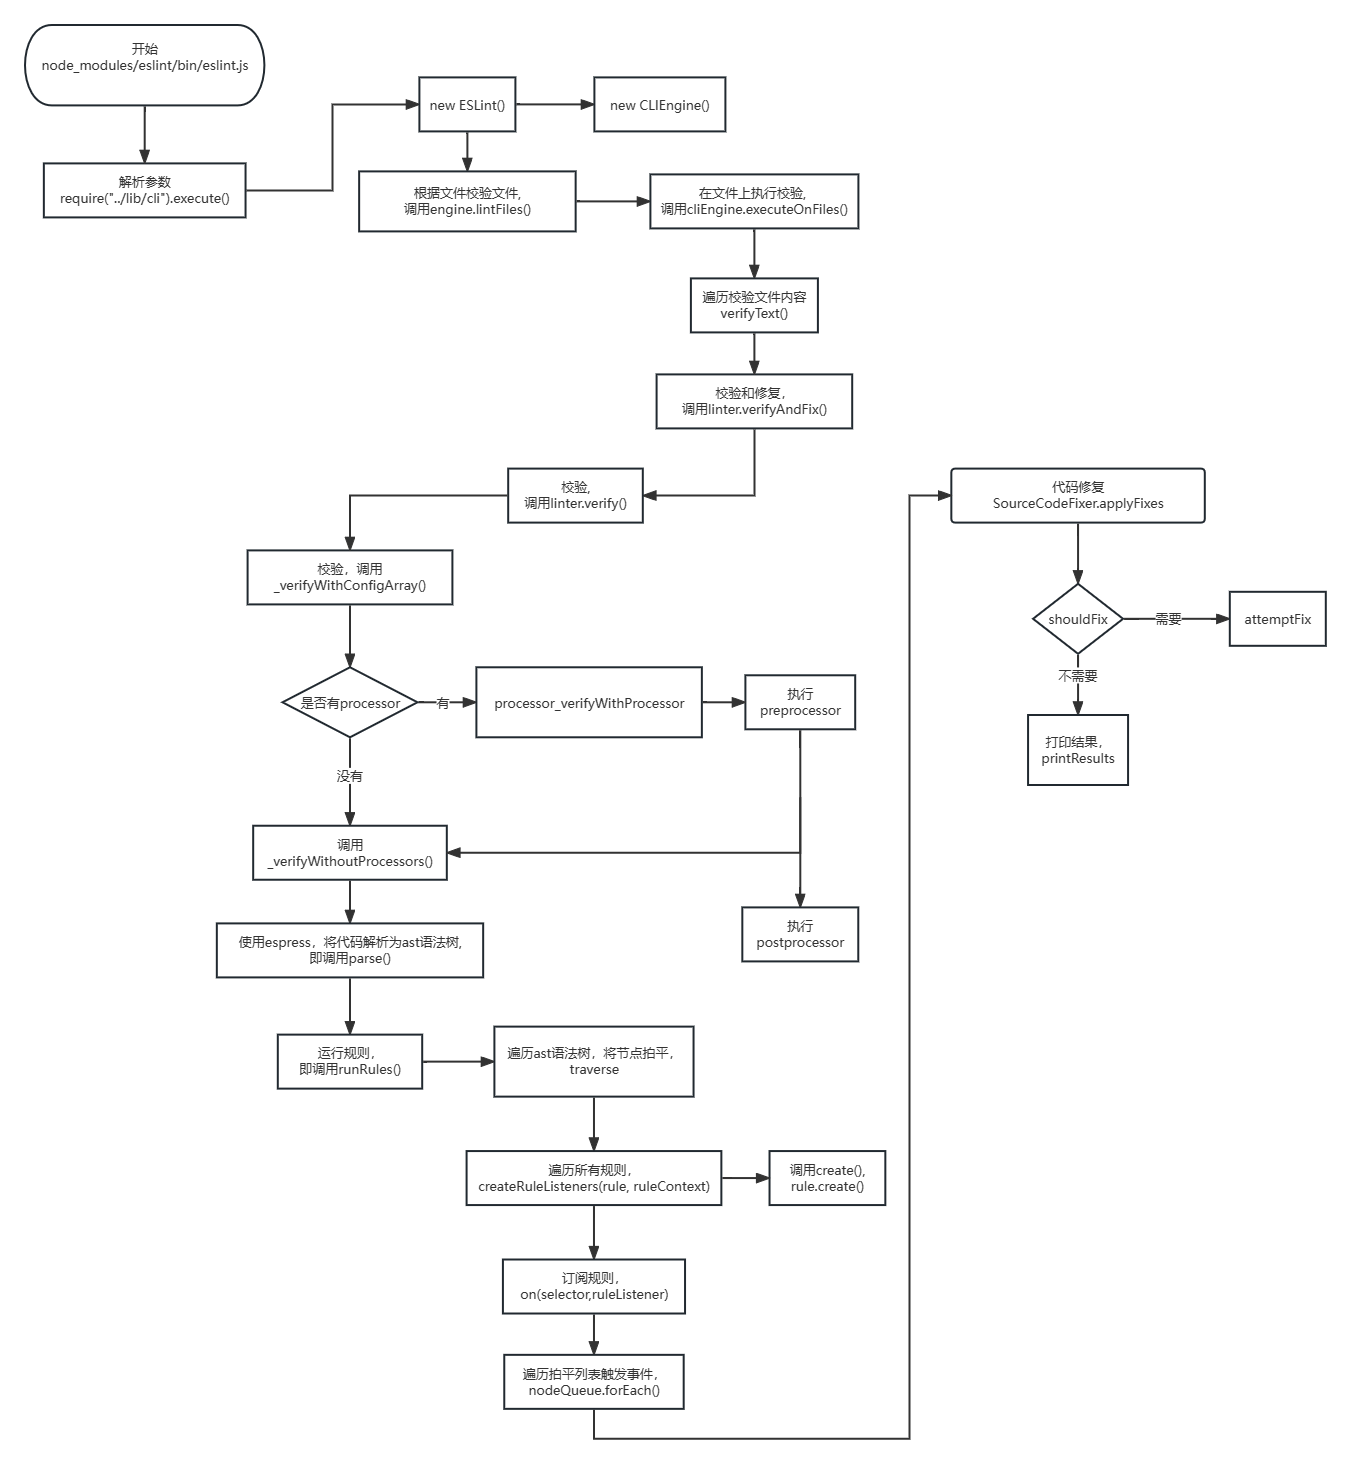 开始
node_modules/eslint/bin/eslint.js
解析参数
require("../lib/cli").execute()
new ESLint()
new CLIEngine()
根据文件校验文件,
调用engine.lintFiles()
在文件上执行校验,
调用cliEngine.executeOnFiles()
遍历校验文件内容
verifyText()
校验和修复，
调用linter.verifyAndFix()
校验,
调用linter.verify()
校验，调用
_verifyWithConfigArray()
是否有processor
有
processor_verifyWithProcessor
执行
preprocessor
没有
调用
_verifyWithoutProcessors()
执行
postprocessor
使用espress，将代码解析为ast语法树,
即调用parse()
运行规则，
即调用runRules()
遍历ast语法树，将节点拍平，
traverse
遍历所有规则，
createRuleListeners(rule, ruleContext)
调用create(),
rule.create()
订阅规则，
on(selector,ruleListener)
遍历拍平列表触发事件，
nodeQueue.forEach()
代码修复
SourceCodeFixer.applyFixes
shouldFix
需要
attemptFix
不需要
打印结果，
printResults